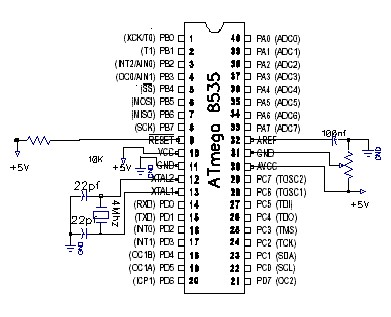 (XCK/T0) PB0 1 40 PA0 (ADC0)
(T1) PB1 2 39 PA1 (ADC1)
(INT2/AIN0) PB2 3 38 PA2 (ADC2)
(OC0/AIN1) PB3 4 37 PA3 (ADC3)
(SS) PB4 5 36 PA4 (ADC4)
(MOSI) PB5 6 35 PA5 (ADC5)
(MISO) PB6 7 34 PA6 (ADC6)
(SCK) PB7 8 33 PA7 (ADC7)
RESET 9 32 AREF 100nf
VCC 10 31 GND GND
+5V 10K +5V GND
GND 11 30 AVCC
XTAL2 12 29 PC7 (TOSC2)
22pf XTAL1 13 28 PC6 (TOSC1) +5V
4Mhz (RXD) PD0 14 27 PC5 (TDI)
22pf (TXD) PD1 15 26 PC4 (TDO)
(INT0) PD2 16 25 PC3 (TMS)
GND (INT1) PD3 17 24 PC2 (TCK)
(OC1B) PD4 18 23 PC1 (SDA)
(OC1A) PD5 19 22 PC0 (SCL)
(ICP1) PD6 20 21 PD7 (OC2)
ATmega 8535